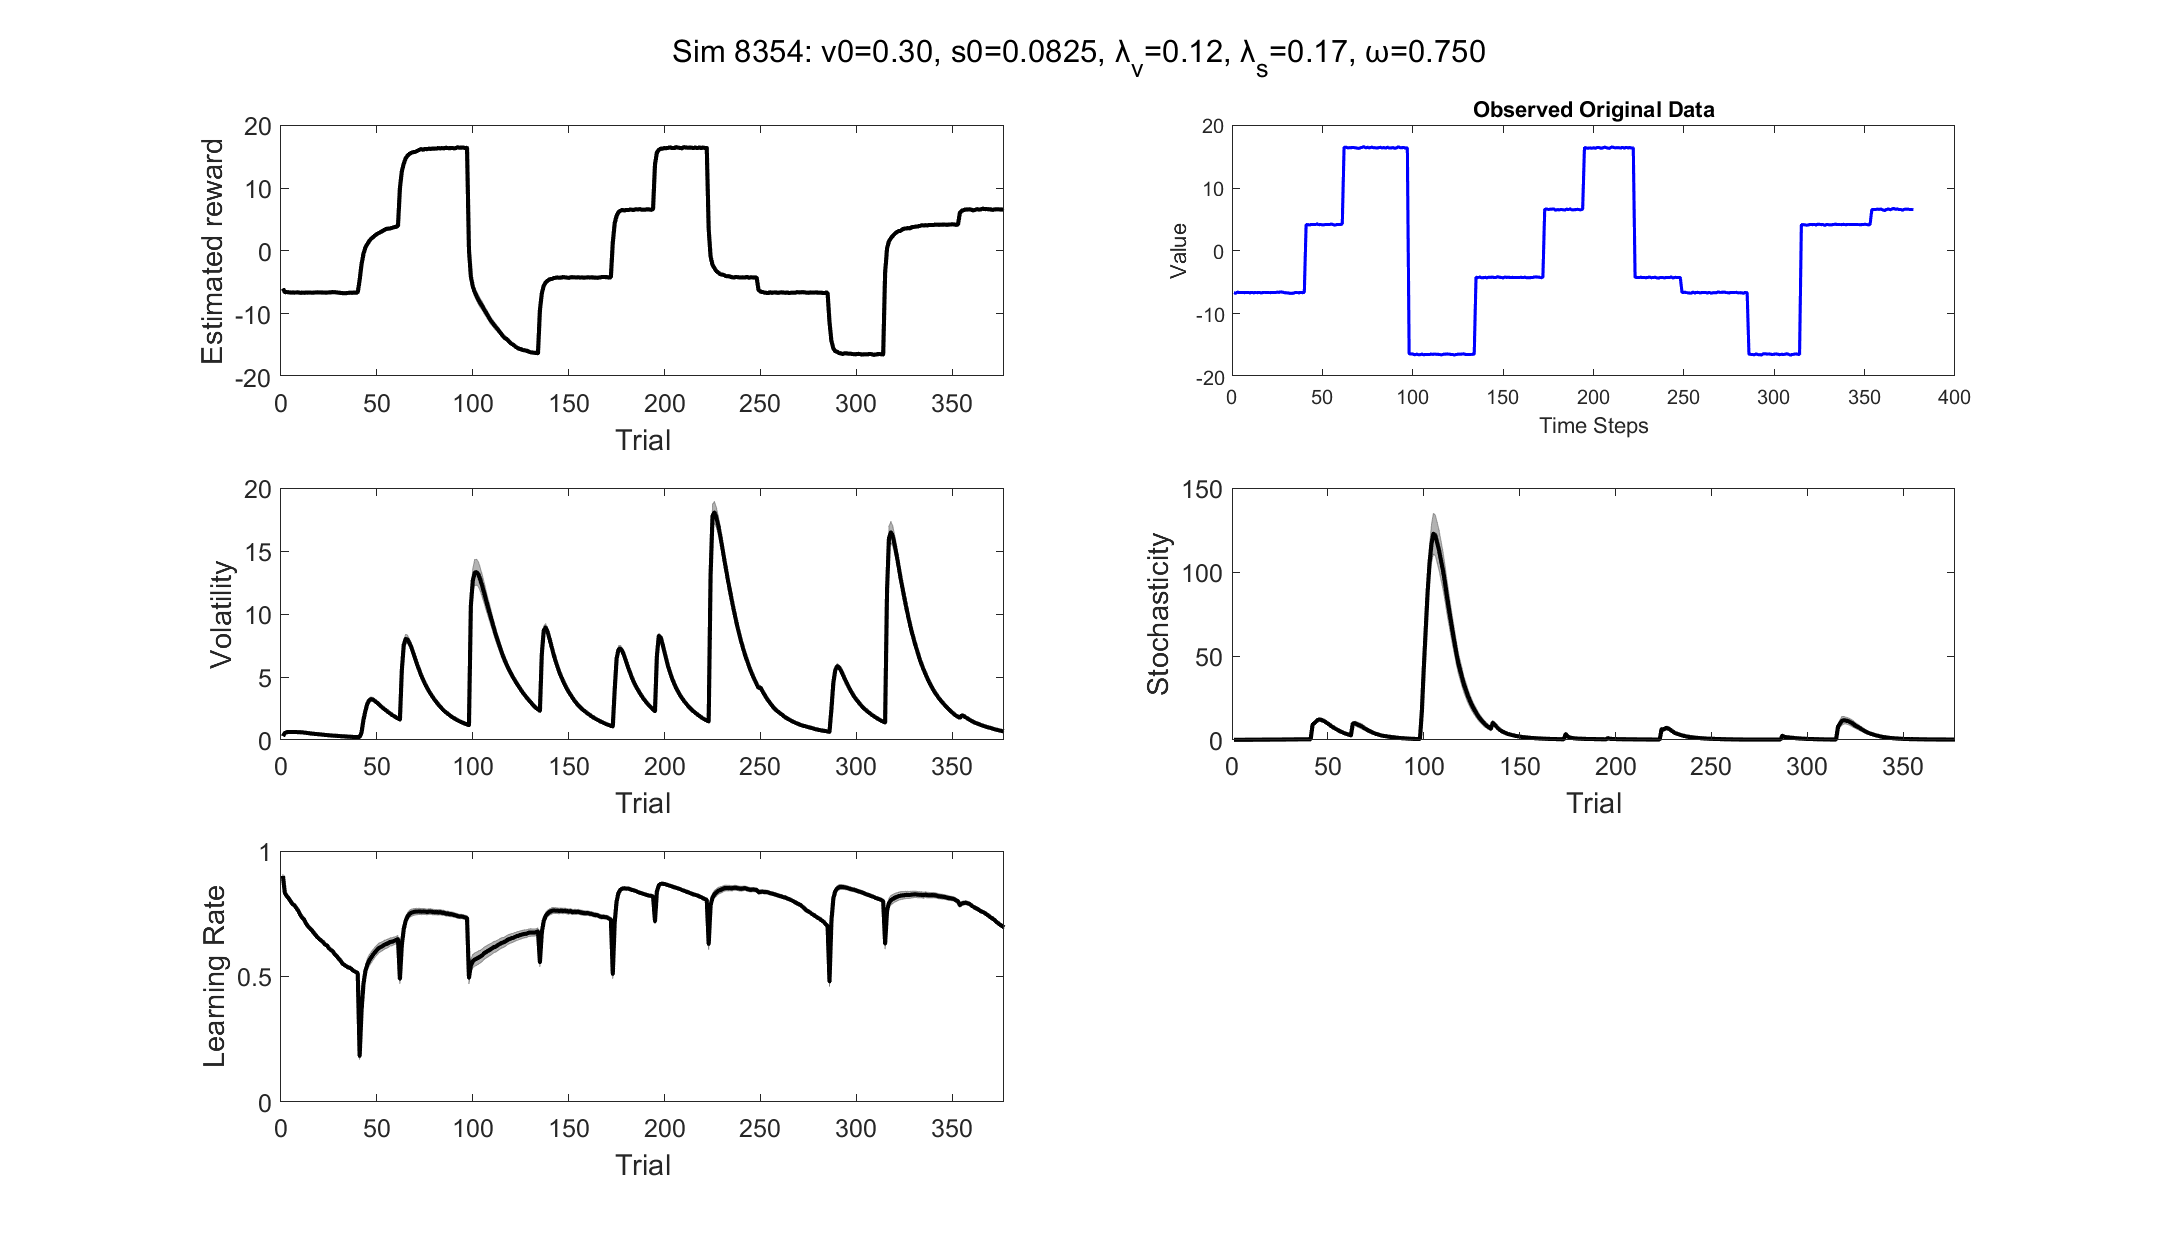 Sim 8354: v0=0.30, s0=0.0825, λ_v=0.12, λ_s=0.17, ω=0.750
Estimated reward
20
10
0
-10
-20
0 50 100 150 200 250 300 350
Trial
Observed Original Data
Value
20
10
0
-10
-20
0 50 100 150 200 250 300 350 400
Time Steps
Volatility
20
15
10
5
0
0 50 100 150 200 250 300 350
Trial
Stochasticity
150
100
50
0
0 50 100 150 200 250 300 350
Trial
Learning Rate
1
0.5
0
0 50 100 150 200 250 300 350
Trial